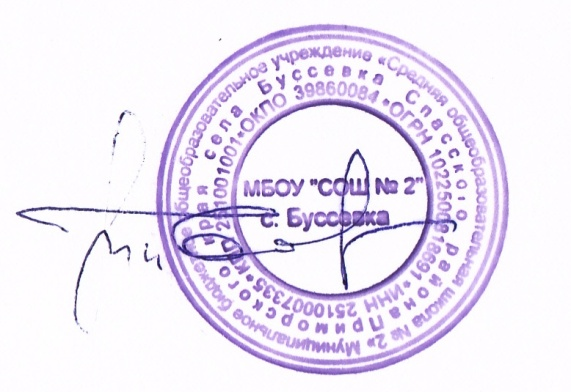 Муниципальное бюджетное общеобразовательное учреждение «Средняя общеобразовательная школа № 2»
села Буссевка Спасского района Приморского края
ОКПО 39860084 * ОГРН * ИНН 2510007335 * КПП 251001001 *
МБОУ "СОШ № 2"
с. Буссевка